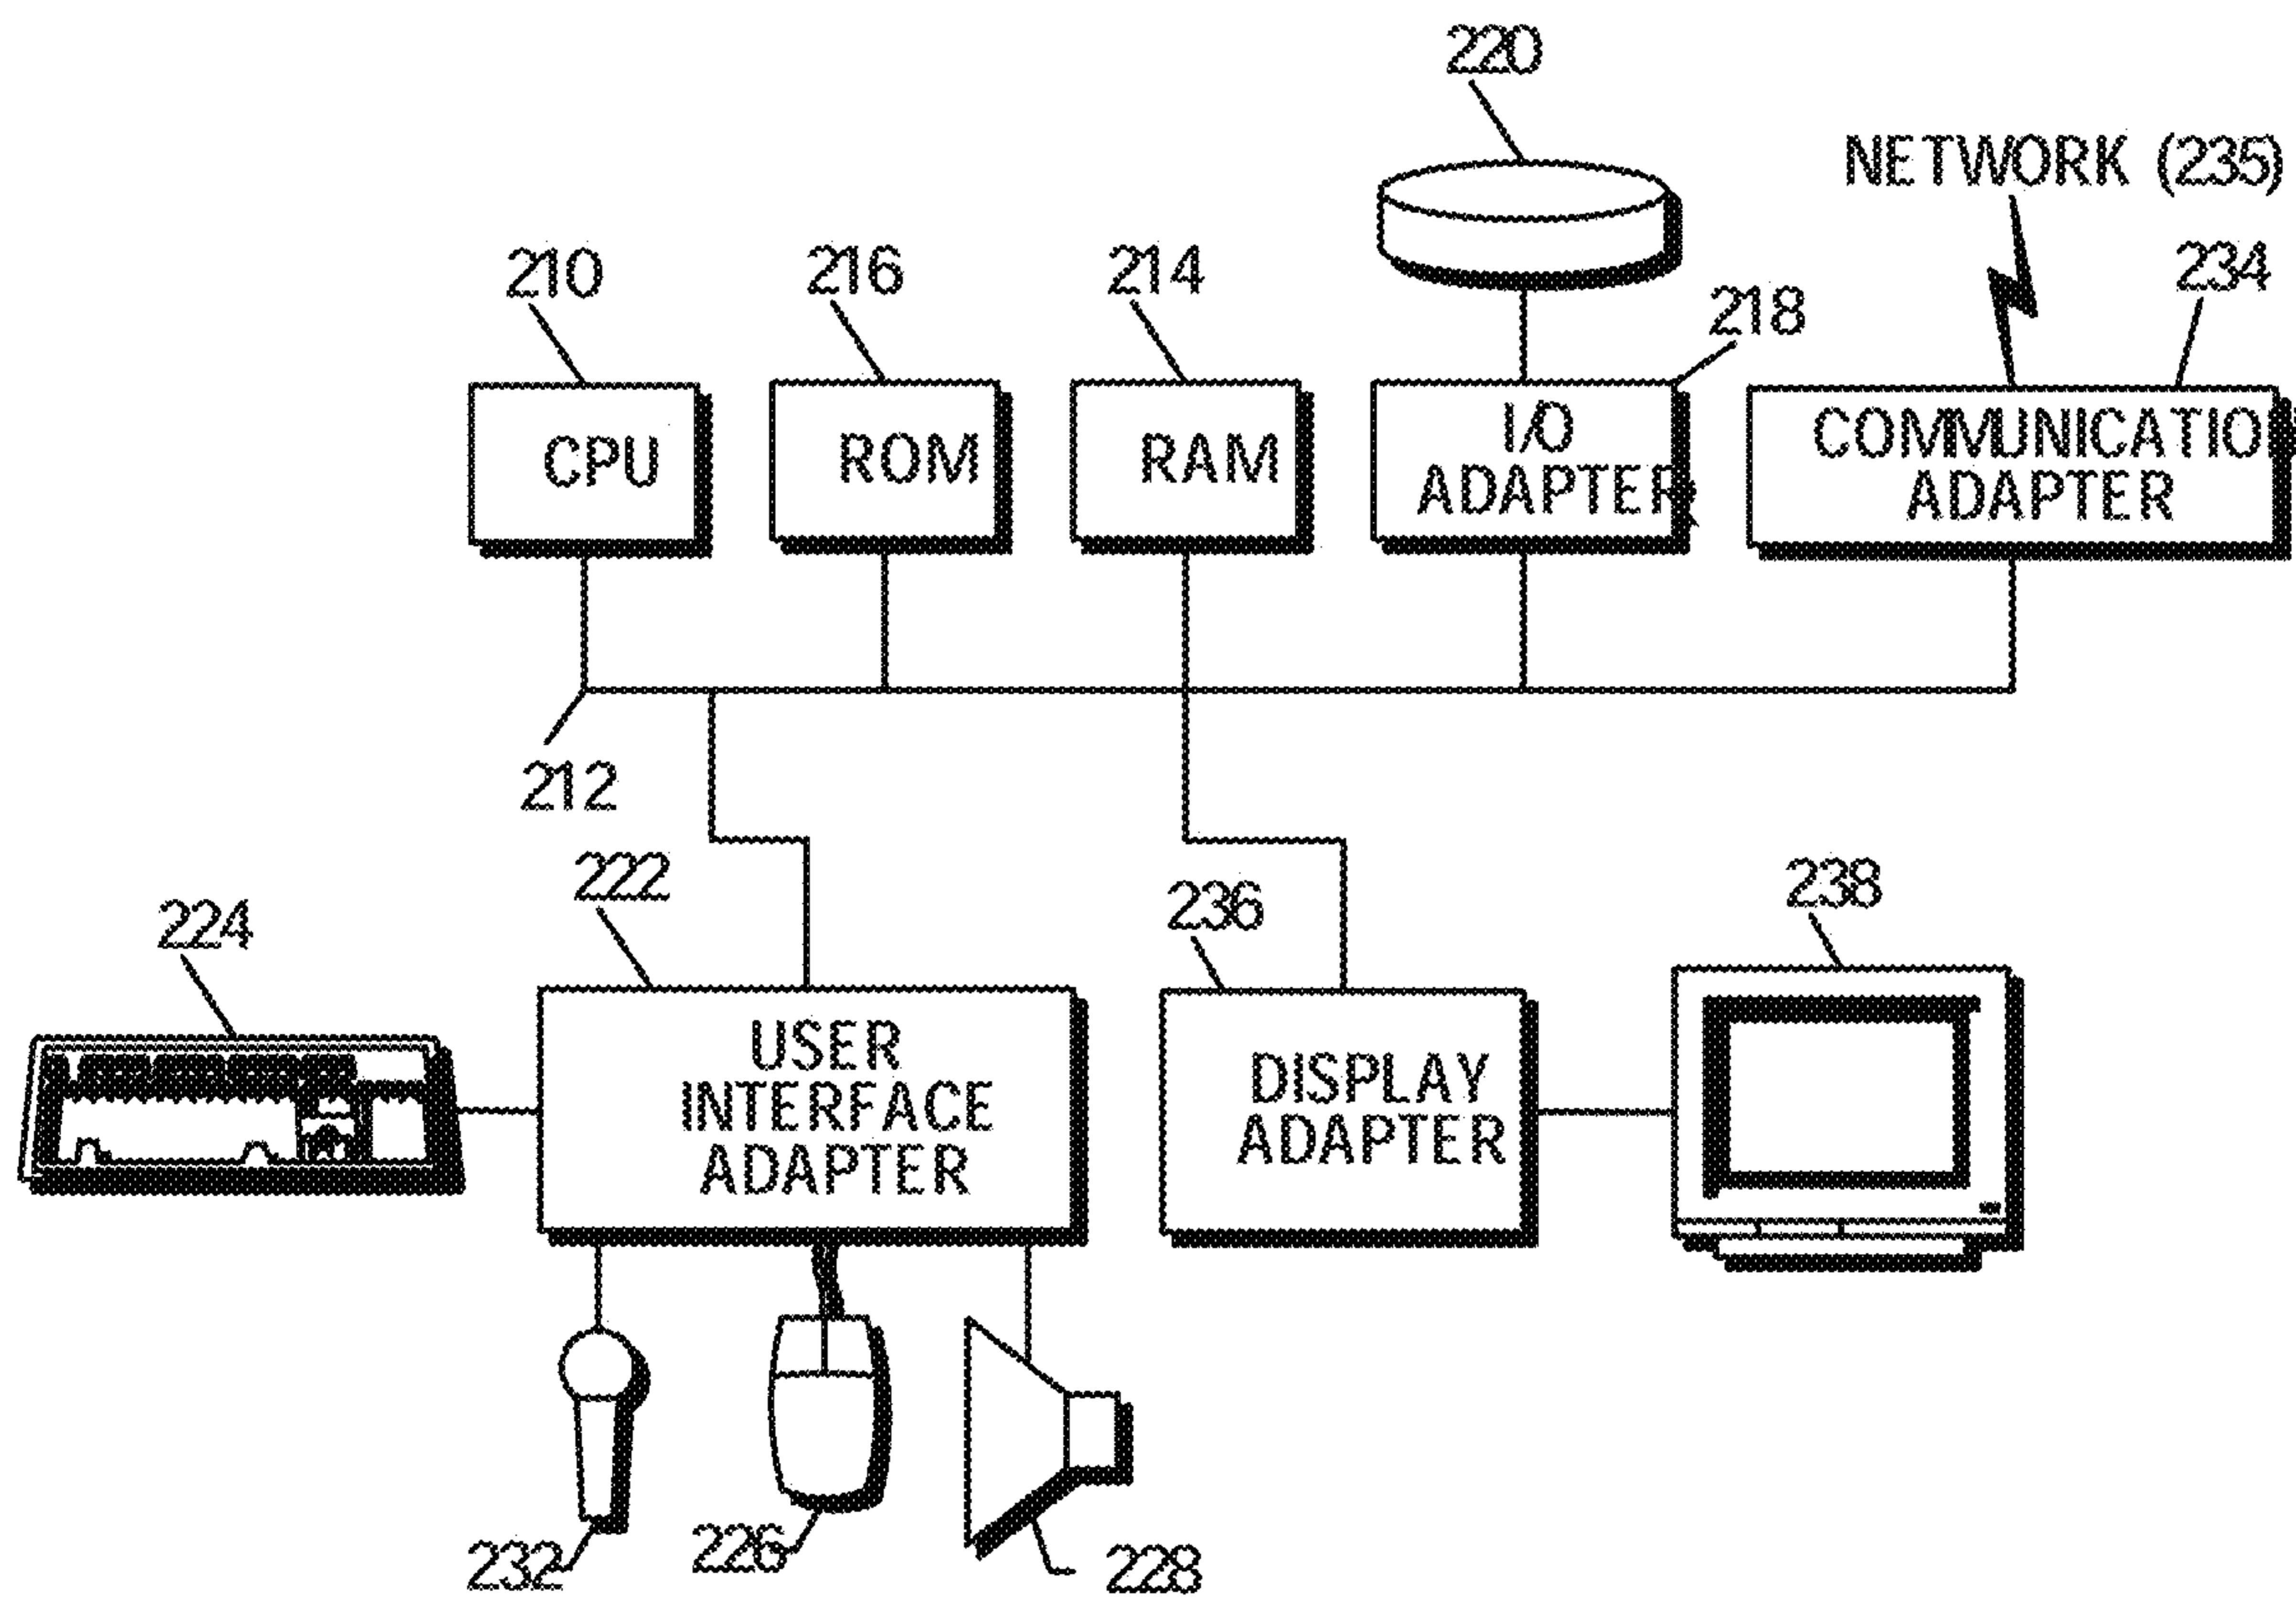 220
NETWORK (235)
210
216
214
218
234
CPU
ROM
RAM
I/O
ADAPTER
COMMUNICATION
ADAPTER
212
222
236
238
224
USER
INTERFACE
ADAPTER
DISPLAY
ADAPTER
232
226
228